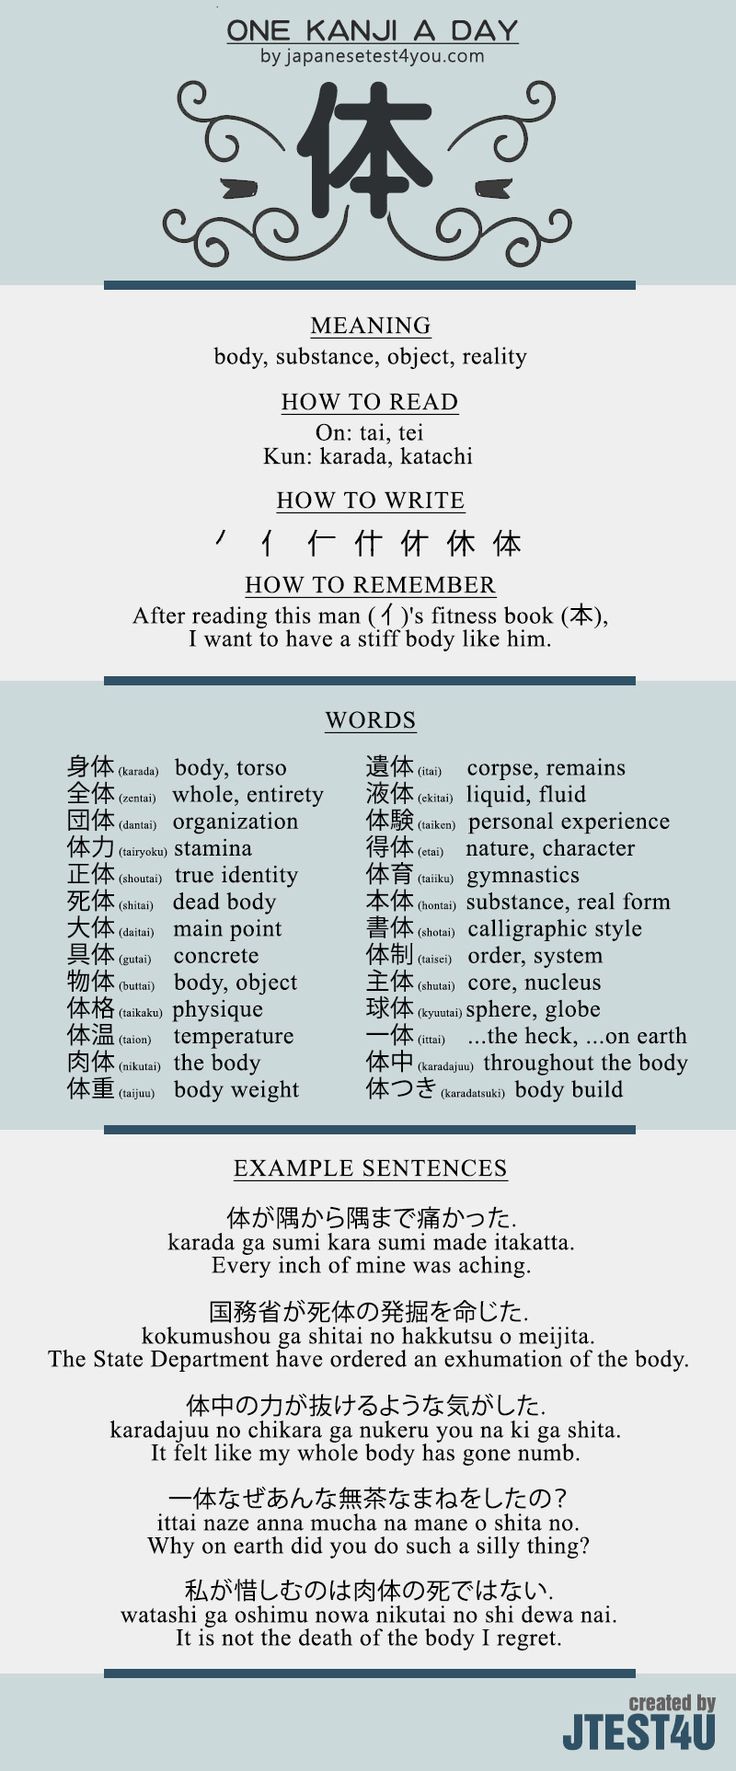 ONE KANJI A DAY
by japanesetest4you.com
体
MEANING
body, substance, object, reality
HOW TO READ
On: tai, tei
Kun: karada, katachi
HOW TO WRITE
㇒ 亻 仁 什 休 休 体
HOW TO REMEMBER
After reading this man (亻)'s fitness book (本),
I want to have a stiff body like him.
WORDS
身体 (karada) body, torso
全体 (zentai) whole, entirety
団体 (dantai) organization
体力 (tairyoku) stamina
正体 (shoutai) true identity
死体 (shitai) dead body
大体 (daitai) main point
具体 (gutai) concrete
物体 (buttai) body, object
体格 (taikaku) physique
体温 (taion) temperature
肉体 (nikutai) the body
体重 (taijuu) body weight
遺体 (itai) corpse, remains
液体 (ekitai) liquid, fluid
体験 (taiken) personal experience
得体 (etai) nature, character
体育 (taiiku) gymnastics
本体 (hontai) substance, real form
書体 (shotai) calligraphic style
体制 (taisei) order, system
主体 (shutai) core, nucleus
球体 (kyuutai) sphere, globe
一体 (ittai) ...the heck, ...on earth
体中 (karadajuu) throughout the body
体つき (karadatsuki) body build
EXAMPLE SENTENCES
体が隅から隅まで痛かった.
karada ga sumi kara sumi made itakatta.
Every inch of mine was aching.
国務省が死体の発掘を命じた.
kokumushou ga shitai no hakkutsu o meijita.
The State Department have ordered an exhumation of the body.
体中の力が抜けるような気がした.
karadajuu no chikara ga nukeru you na ki ga shita.
It felt like my whole body has gone numb.
一体なぜあんな無茶なまねをしたの?
ittai naze anna mucha na mane o shita no.
Why on earth did you do such a silly thing?
私が惜しむのは肉体の死ではない.
watashi ga oshimu nowa nikutai no shi dewa nai.
It is not the death of the body I regret.
created by
JTEST4U